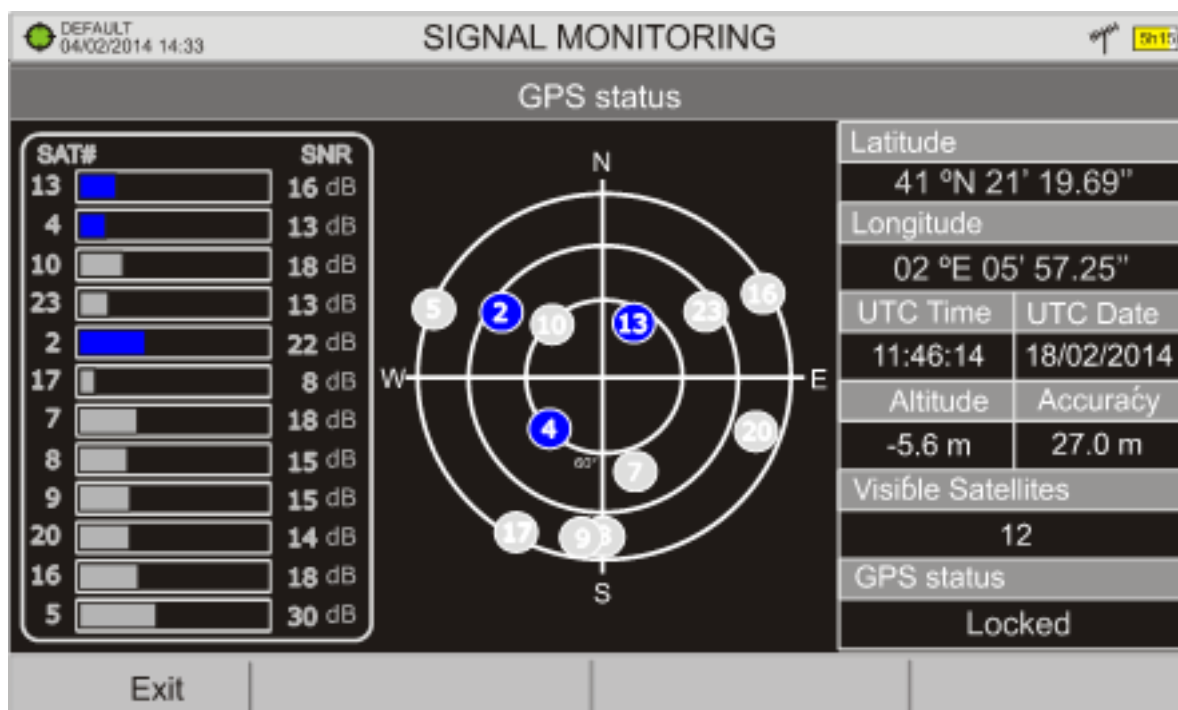 DEFAULT
04/02/2014 14:33
SIGNAL MONITORING
5h15
GPS status
SAT# SNR
13 16 dB
4 13 dB
10 18 dB
23 13 dB
2 22 dB
17 8 dB
7 18 dB
8 15 dB
9 15 dB
20 14 dB
16 18 dB
5 30 dB
N
5
2
10
13
23
16
W
E
4
20
60°
7
17
9
8
S
Latitude
41 ºN 21’ 19.69”
Longitude
02 ºE 05’ 57.25”
UTC Time UTC Date
11:46:14 18/02/2014
Altitude Accuraćy
-5.6 m 27.0 m
Visible Satellites
12
GPS status
Locked
Exit